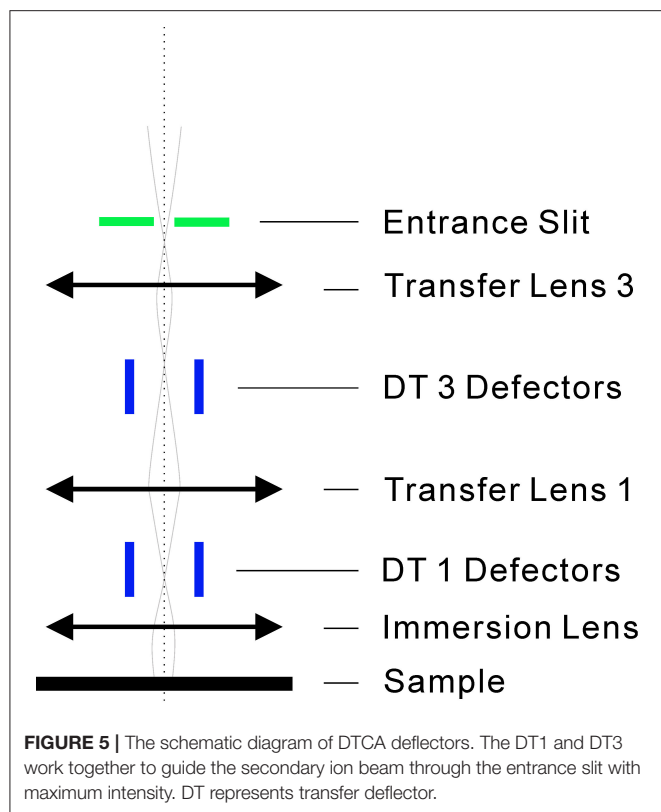 Entrance Slit
Transfer Lens 3
DT 3 Defectors
Transfer Lens 1
DT 1 Defectors
Immersion Lens
Sample
FIGURE 5 | The schematic diagram of DTCA deflectors. The DT1 and DT3
work together to guide the secondary ion beam through the entrance slit with
maximum intensity. DT represents transfer deflector.